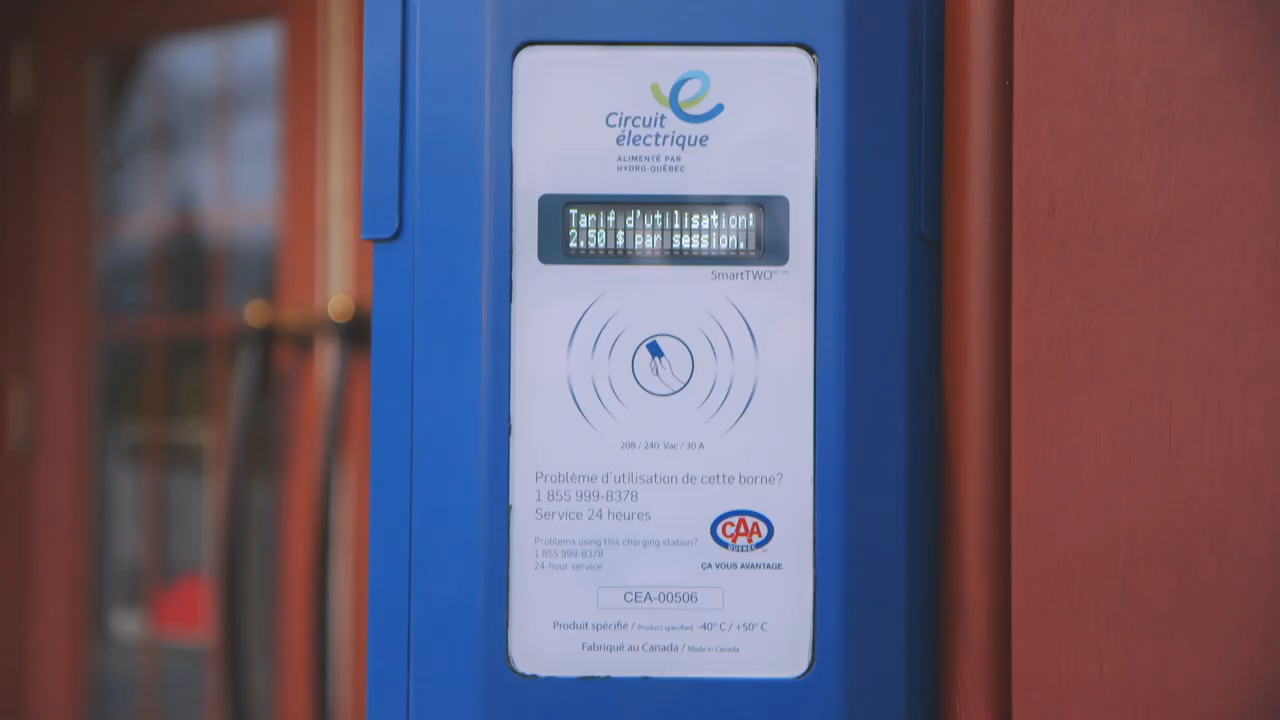 Circuit
électrique
ALIMENTÉ PAR
HYDRO-QUÉBEC
Tarif d'utilisation:
2.50 $ par session.
SmartTWO
208 / 240 Vac / 30 A
Problème d'utilisation de cette borne?
1 855 999-8378
Service 24 heures
Problems using this charging station?
1 855 999-8378
24-hour service
CAA
QUÉBEC
ÇA VOUS AVANTAGE
CEA-00506
Produit spécifié / Product specified -40° C / +50° C
Fabriqué au Canada / Made in Canada